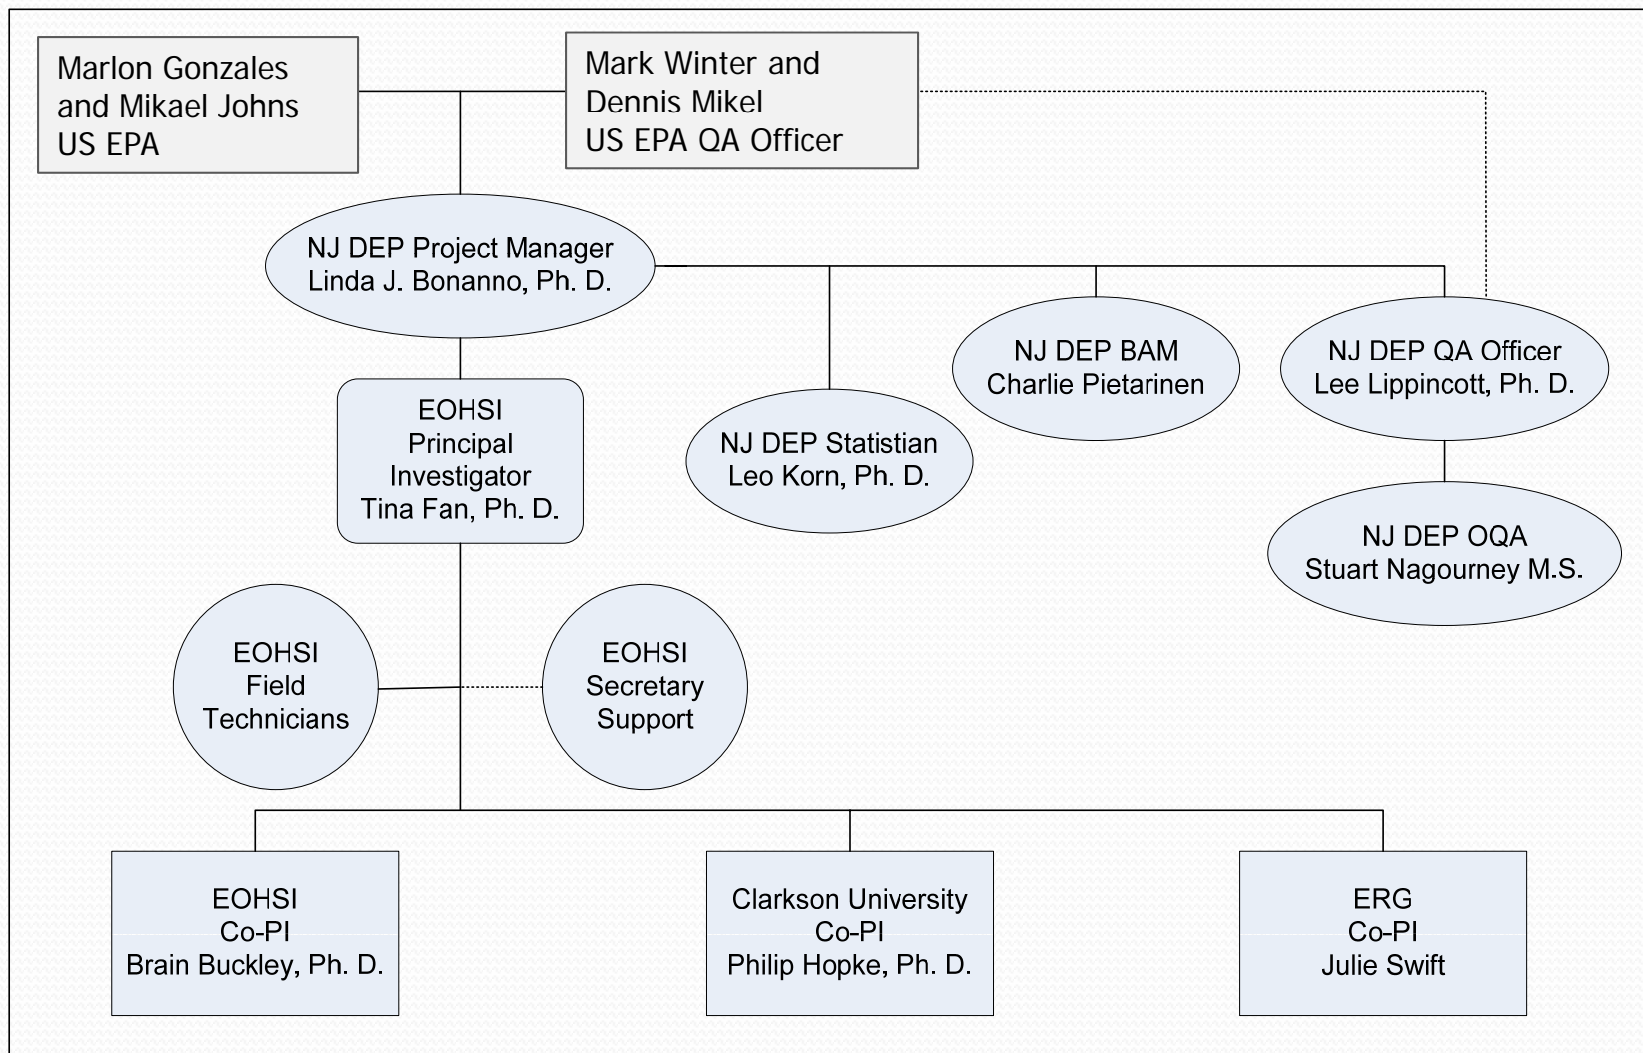 Marlon Gonzales
and Mikael Johns
US EPA
Mark Winter and
Dennis Mikel
US EPA QA Officer
NJ DEP Project Manager
Linda J. Bonanno, Ph. D.
NJ DEP BAM
Charlie Pietarinen
NJ DEP QA Officer
Lee Lippincott, Ph. D.
EOHSI
Principal
Investigator
Tina Fan, Ph. D.
NJ DEP Statistian
Leo Korn, Ph. D.
NJ DEP OQA
Stuart Nagourney M.S.
EOHSI
Field
Technicians
EOHSI
Secretary
Support
EOHSI
Co-PI
Brain Buckley, Ph. D.
Clarkson University
Co-PI
Philip Hopke, Ph. D.
ERG
Co-PI
Julie Swift